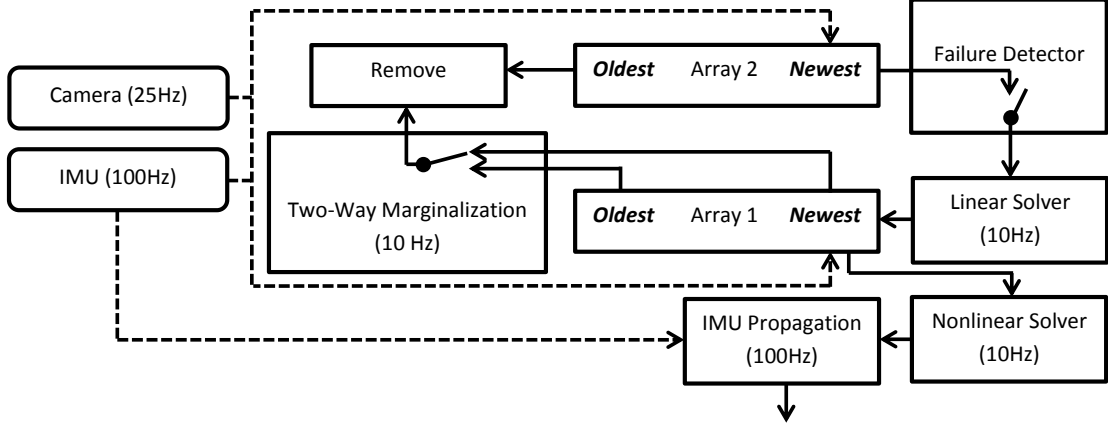 Camera (25Hz)
IMU (100Hz)
Remove
Oldest Array 2 Newest
Failure Detector
Two-Way Marginalization
(10 Hz)
Oldest Array 1 Newest
Linear Solver
(10Hz)
IMU Propagation
(100Hz)
Nonlinear Solver
(10Hz)